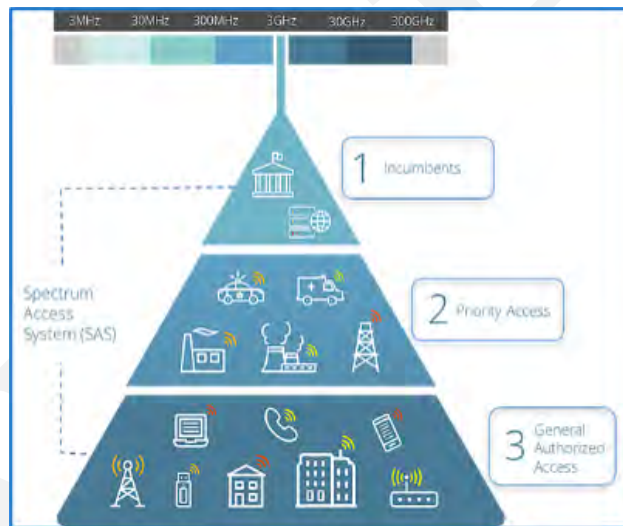 3MHz 30MHz 300MHz 3GHz 30GHz 300GHz
1 Incumbents
Spectrum
Access
System (SAS)
2 Priority Access
3 General
Authorized
Access